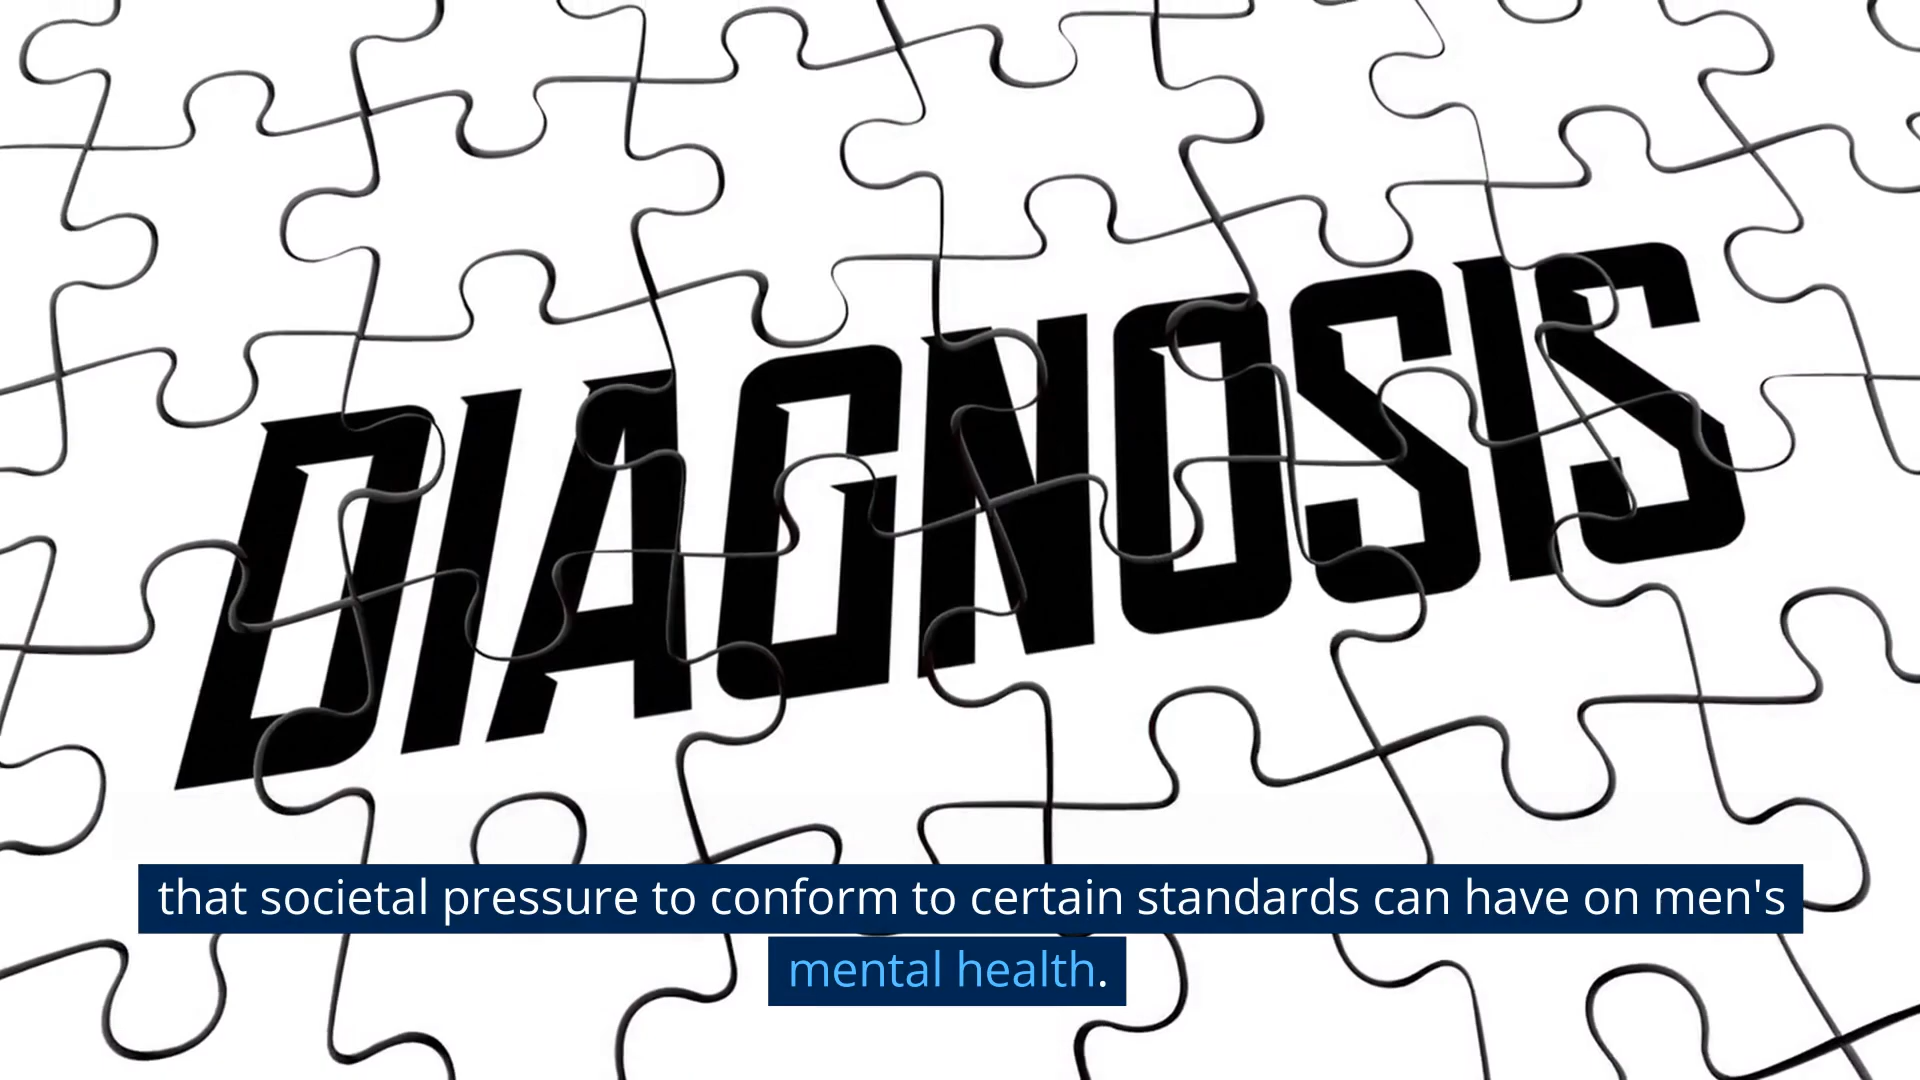 DIAGNOSIS
that societal pressure to conform to certain standards can have on men's
mental health.